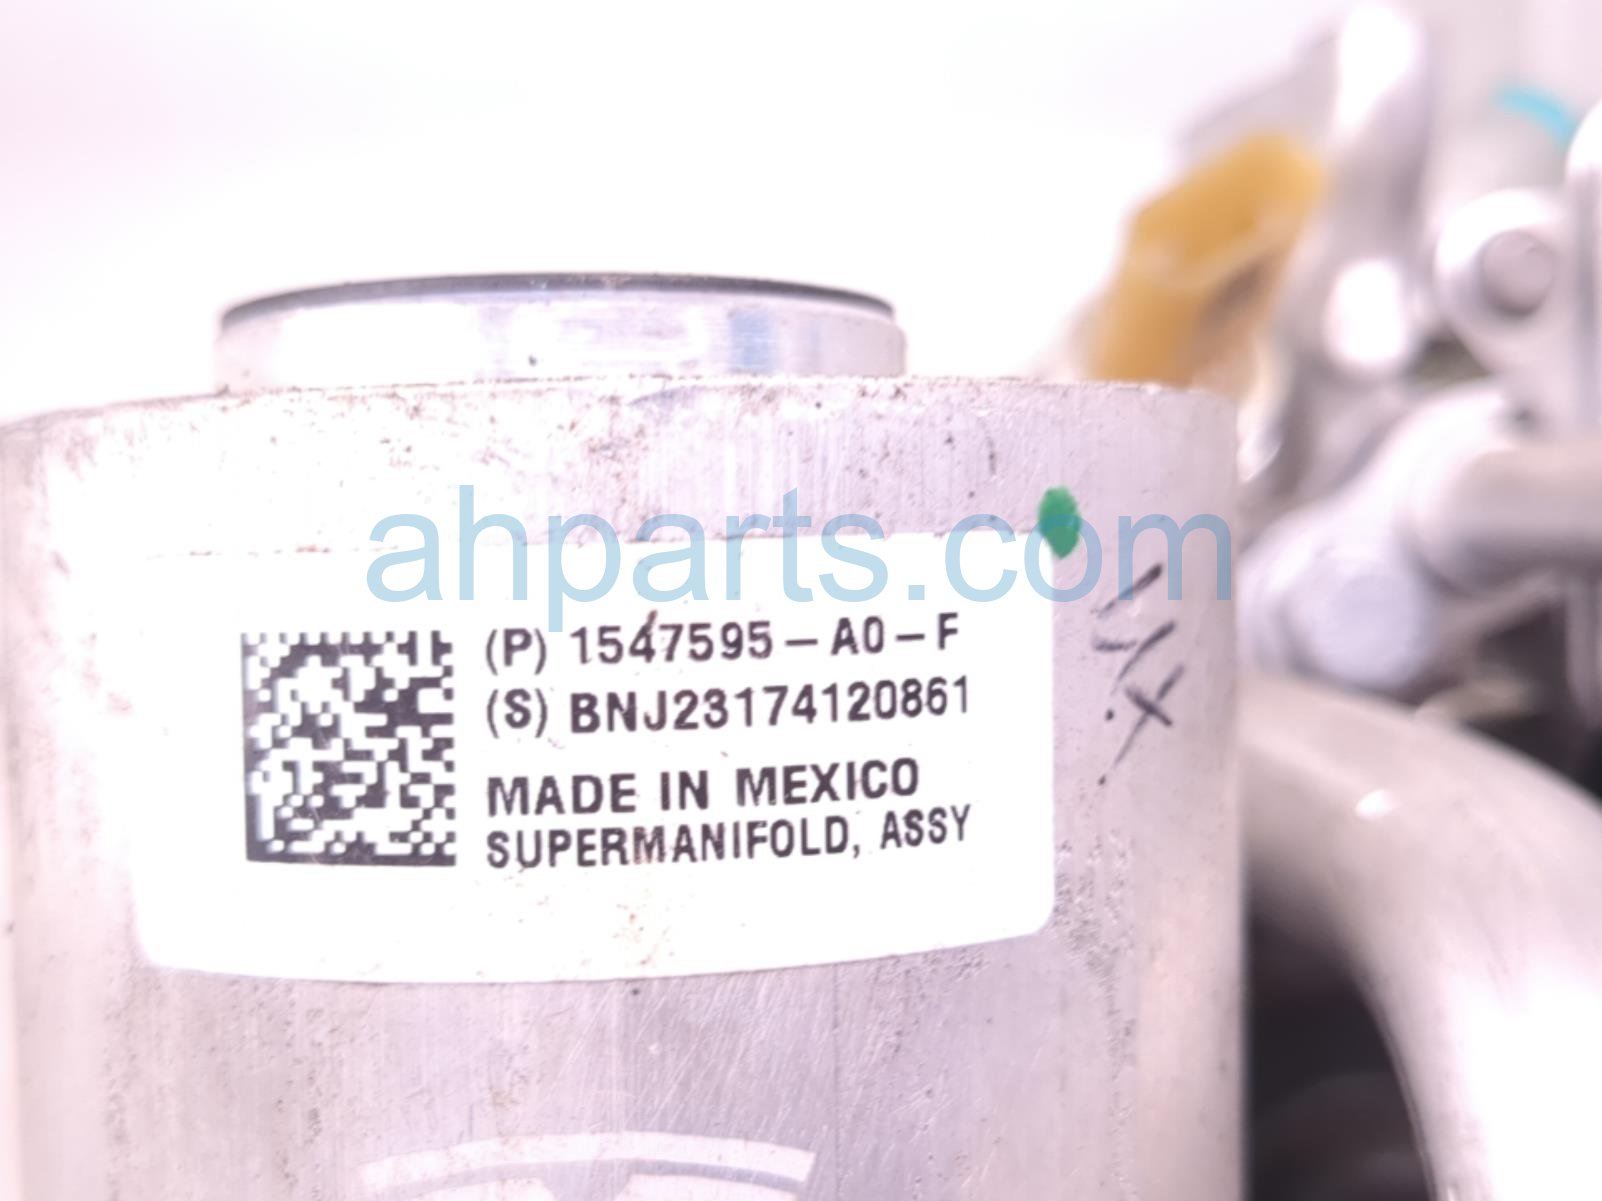 ahparts.com
(P) 1547595-A0-F
(S) BNJ23174120861
MADE IN MEXICO
SUPERMANIFOLD, ASSY